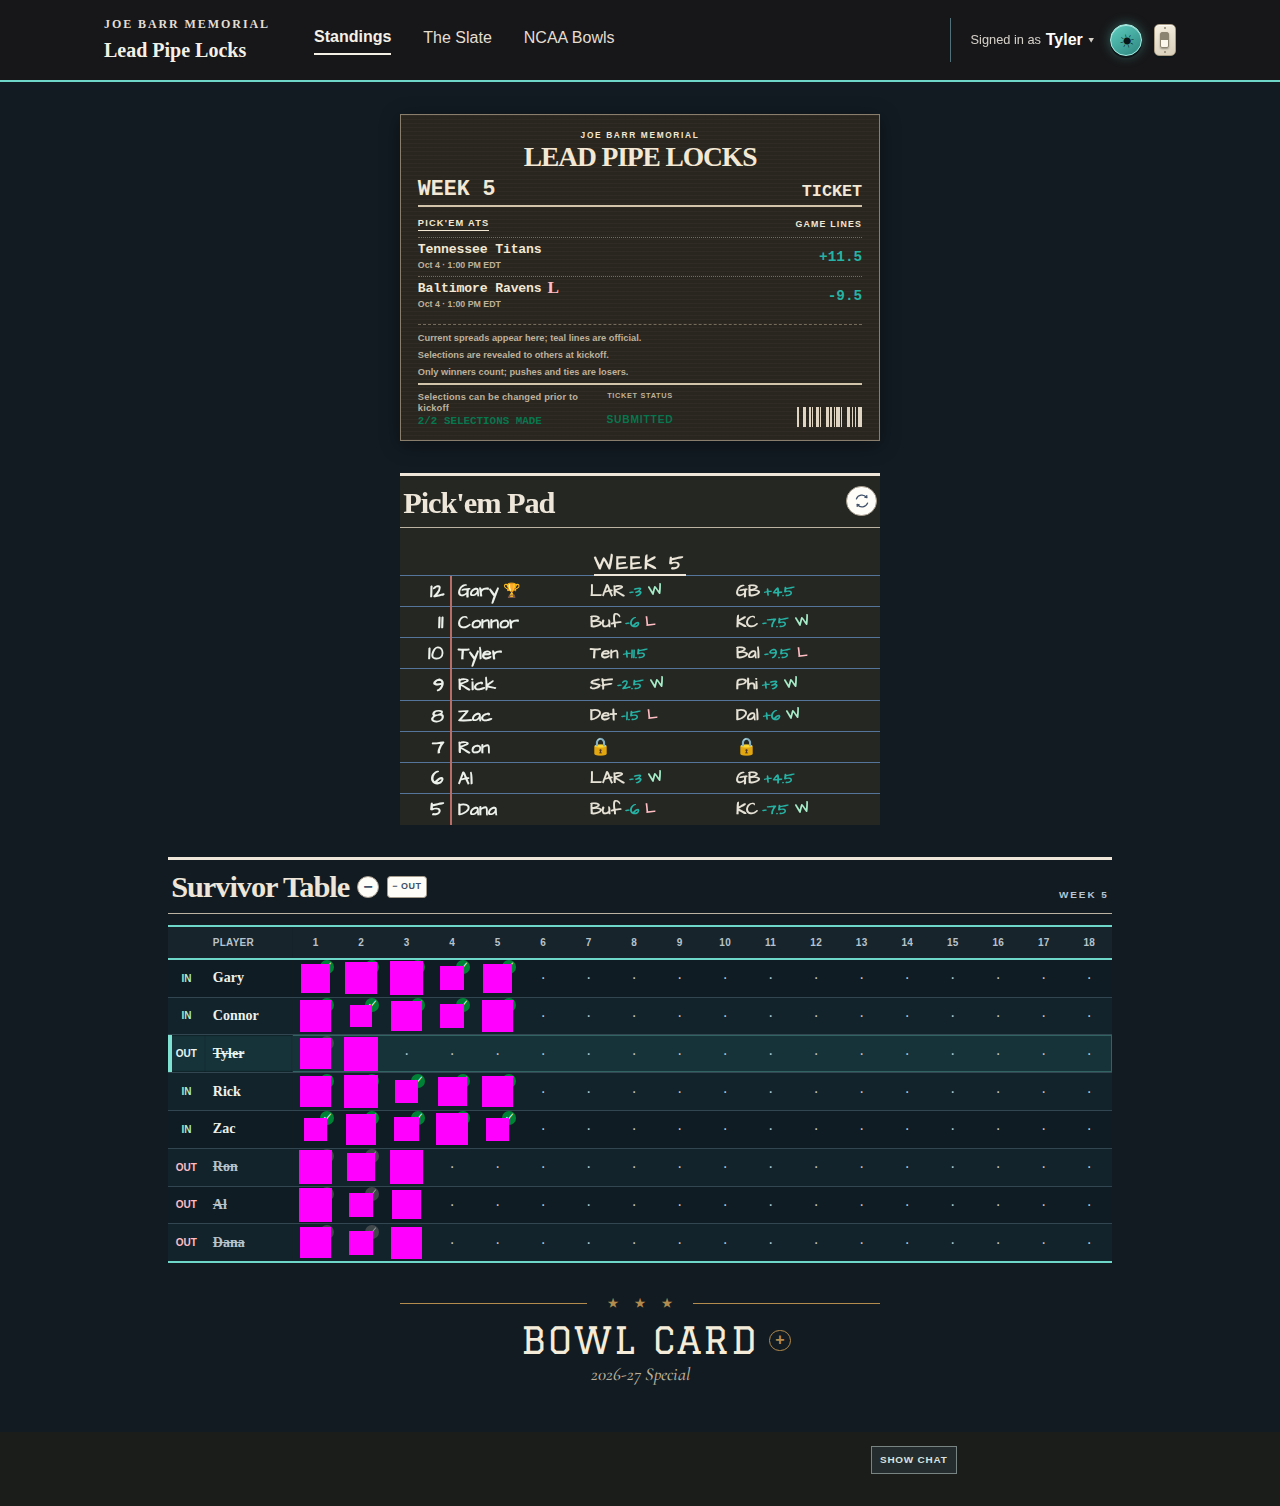 JOE BARR MEMORIAL
Lead Pipe Locks
Standings The Slate NCAA Bowls
Signed in as Tyler ▾
JOE BARR MEMORIAL
LEAD PIPE LOCKS
WEEK 5 TICKET
PICK'EM ATS GAME LINES
Tennessee Titans +11.5
Oct 4 · 1:00 PM EDT
Baltimore Ravens L -9.5
Oct 4 · 1:00 PM EDT
Current spreads appear here; teal lines are official.
Selections are revealed to others at kickoff.
Only winners count; pushes and ties are losers.
Selections can be changed prior to kickoff
2/2 SELECTIONS MADE
TICKET STATUS
SUBMITTED
Pick'em Pad
WEEK 5
12 Gary 🏆 LAR -3 W GB +4.5
11 Connor Buf -6 L KC -7.5 W
10 Tyler Ten +11.5 Bal -9.5 L
9 Rick SF -2.5 W Phi +3 W
8 Zac Det -1.5 L Dal +6 W
7 Ron 🔒 🔒
6 Al LAR -3 W GB +4.5
5 Dana Buf -6 L KC -7.5 W
Survivor Table − − OUT WEEK 5
PLAYER 1 2 3 4 5 6 7 8 9 10 11 12 13 14 15 16 17 18
IN Gary · · · · · · · · · · · · ·
IN Connor · · · · · · · · · · · · ·
OUT Tyler · · · · · · · · · · · · · · · ·
IN Rick · · · · · · · · · · · · ·
IN Zac · · · · · · · · · · · · ·
OUT Ron · · · · · · · · · · · · · · ·
OUT Al · · · · · · · · · · · · · · ·
OUT Dana · · · · · · · · · · · · · · ·
★ ★ ★
BOWL CARD +
2026-27 Special
SHOW CHAT